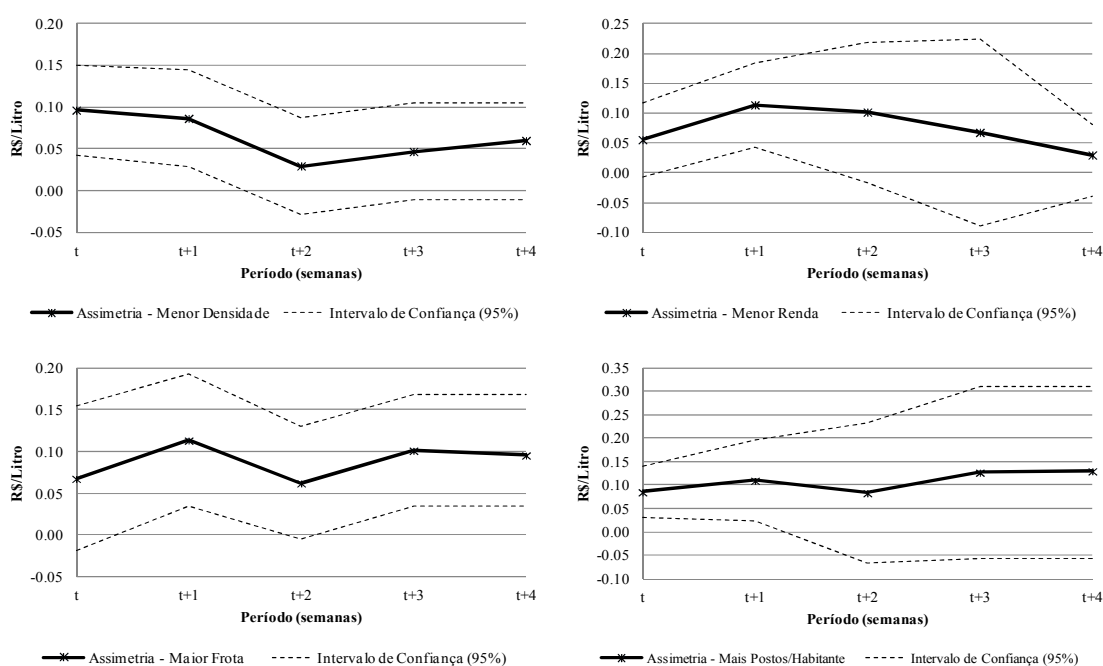 0.20
0.15
0.10
0.05
0.00
-0.05
R$/Litro
t t+1 t+2 t+3 t+4
Período (semanas)
Assimetria - Menor Densidade Intervalo de Confiança (95%)
0.25
0.20
0.15
0.10
0.05
0.00
-0.05
-0.10
R$/Litro
t t+1 t+2 t+3 t+4
Período (semanas)
Assimetria - Menor Renda Intervalo de Confiança (95%)
0.20
0.15
0.10
0.05
0.00
-0.05
R$/Litro
t t+1 t+2 t+3 t+4
Período (semanas)
Assimetria - Maior Frota Intervalo de Confiança (95%)
0.35
0.30
0.25
0.20
0.15
0.10
0.05
0.00
-0.05
-0.10
R$/Litro
t t+1 t+2 t+3 t+4
Período (semanas)
Assimetria - Mais Postos/Habitante Intervalo de Confiança (95%)